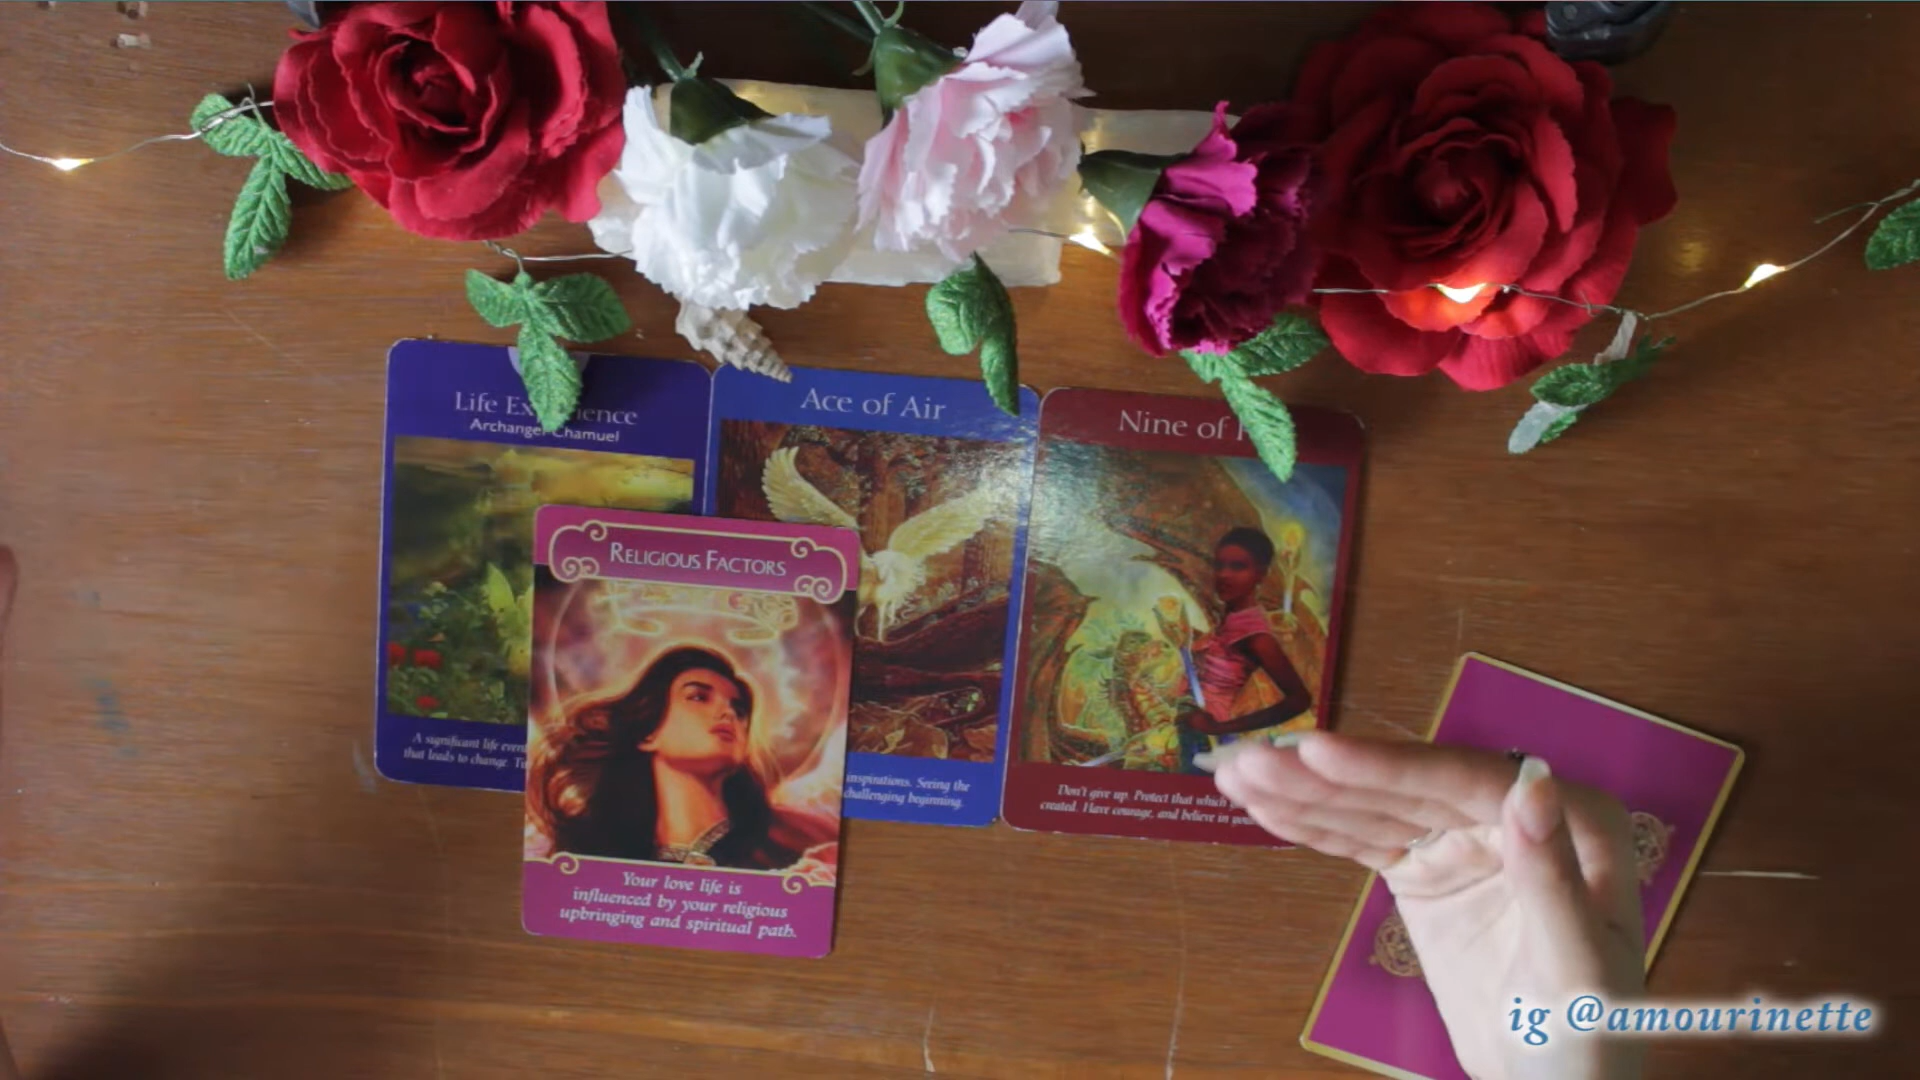 Life Experience
Archangel Chamuel
A significant life event
that leads to change.
Ace of Air
inspirations. Seeing the
challenging beginning.
Nine of
Don't give up. Protect that which
created. Have courage, and believe in
RELIGIOUS FACTORS
Your love life is
influenced by your religious
upbringing and spiritual path.
ig @amourinette